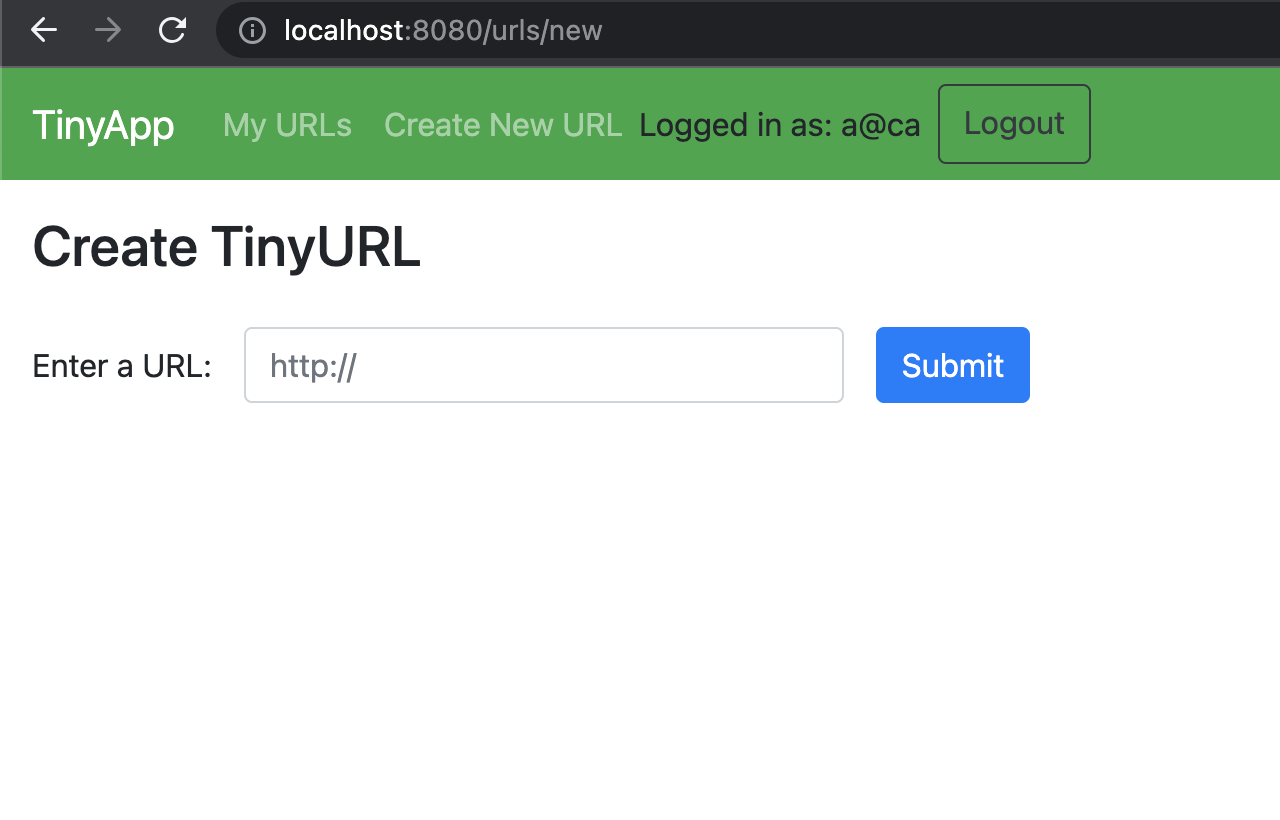 localhost:8080/urls/new
TinyApp My URLs Create New URL Logged in as: a@ca Logout
Create TinyURL
Enter a URL: http:// Submit